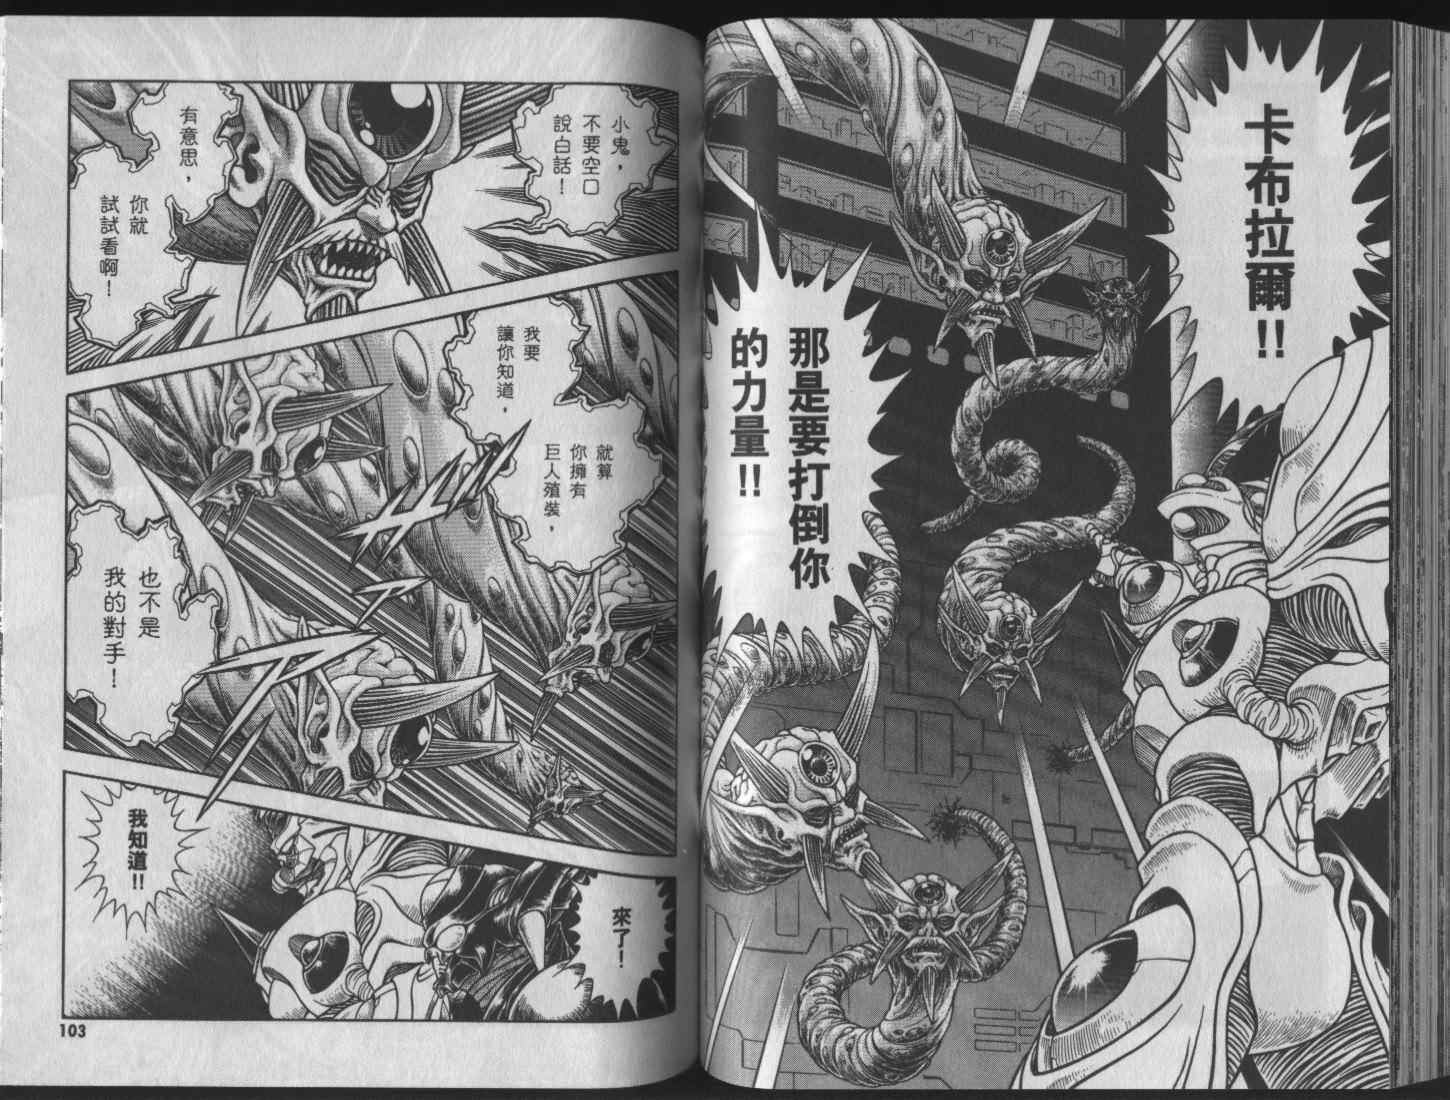 卡布拉爾!!
那是要打倒你
的力量!!
小鬼，
不要空口
說白話！
有意思，
你就
試試看啊！
我要
讓你知道，
就算
你擁有
巨人殖裝，
也不是
我的對手！
來了！
我知道!!
103